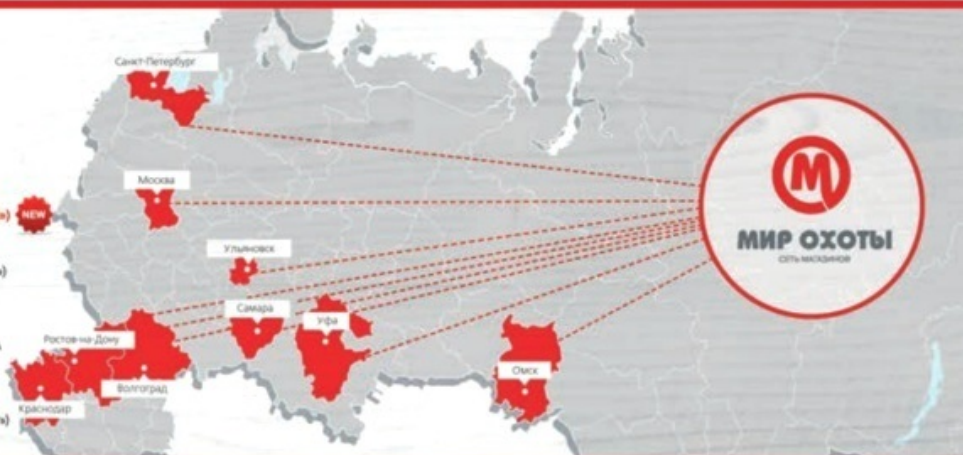 Санкт-Петербург
Москва
NEW
Ульяновск
Самара
Уфа
Ростов-на-Дону
Волгоград
Омск
Краснодар
М
МИР ОХОТЫ
СЕТЬ МАГАЗИНОВ